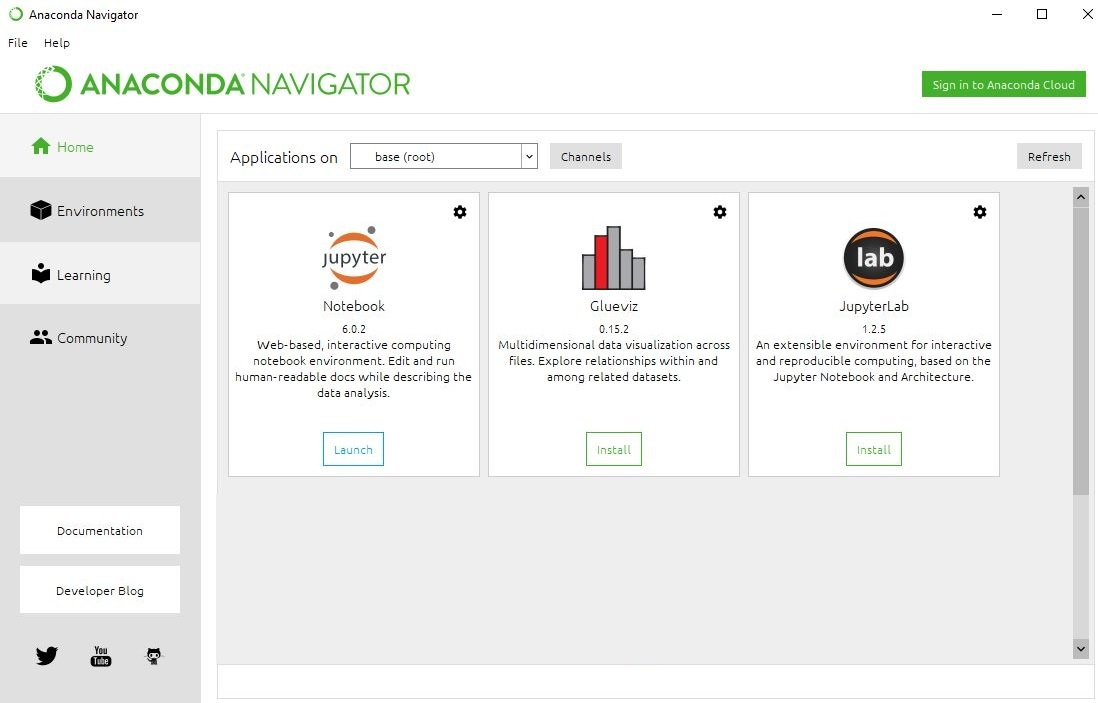 Anaconda Navigator
File Help
ANACONDA NAVIGATOR
Sign in to Anaconda Cloud
Home
Environments
Learning
Community
Documentation
Developer Blog
You
Tube
Applications on base (root) Channels Refresh
jupyter
Notebook
6.0.2
Web-based, interactive computing
notebook environment. Edit and run
human-readable docs while describing the
data analysis.
Launch
Glueviz
0.15.2
Multidimensional data visualization across
files. Explore relationships within and
among related datasets.
Install
lab
JupyterLab
1.2.5
An extensible environment for interactive
and reproducible computing, based on the
Jupyter Notebook and Architecture.
Install